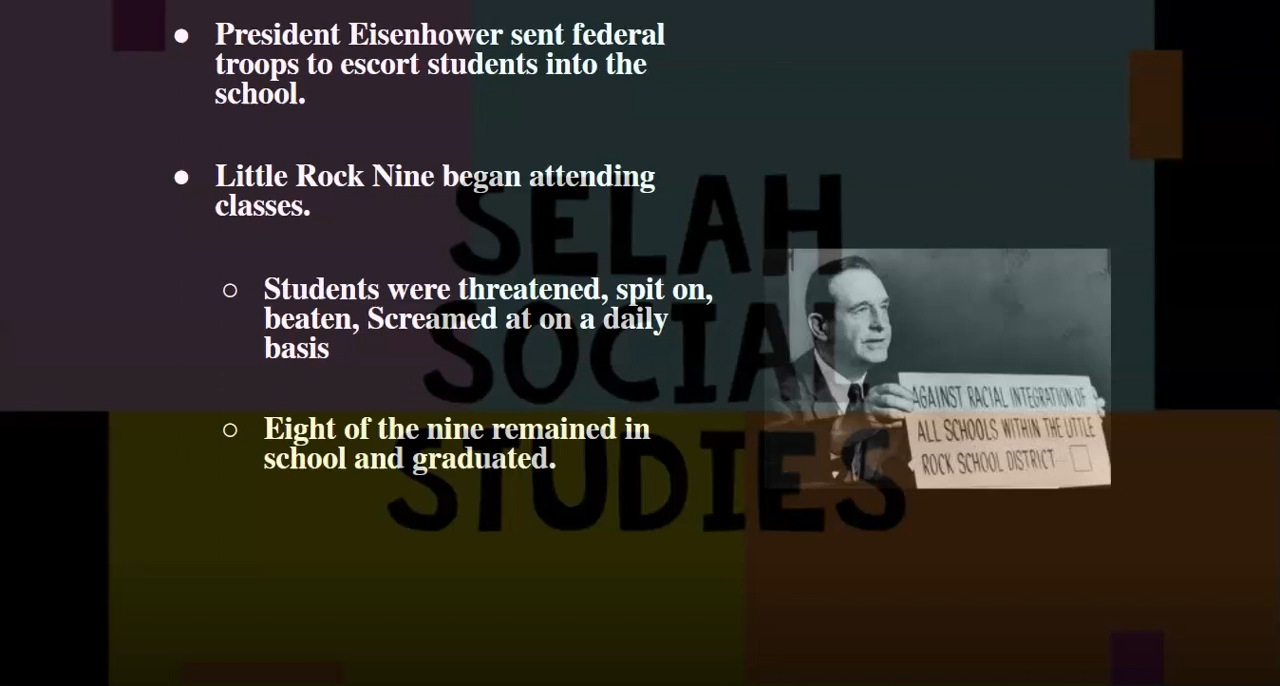 ● President Eisenhower sent federal
troops to escort students into the
school.
● Little Rock Nine began attending
classes.
○ Students were threatened, spit on,
beaten, Screamed at on a daily
basis
○ Eight of the nine remained in
school and graduated.
SELAH
SOCIAL
STUDIES
AGAINST RACIAL INTEGRATION OF
ALL SCHOOLS WITHIN THE LITTLE
ROCK SCHOOL DISTRICT